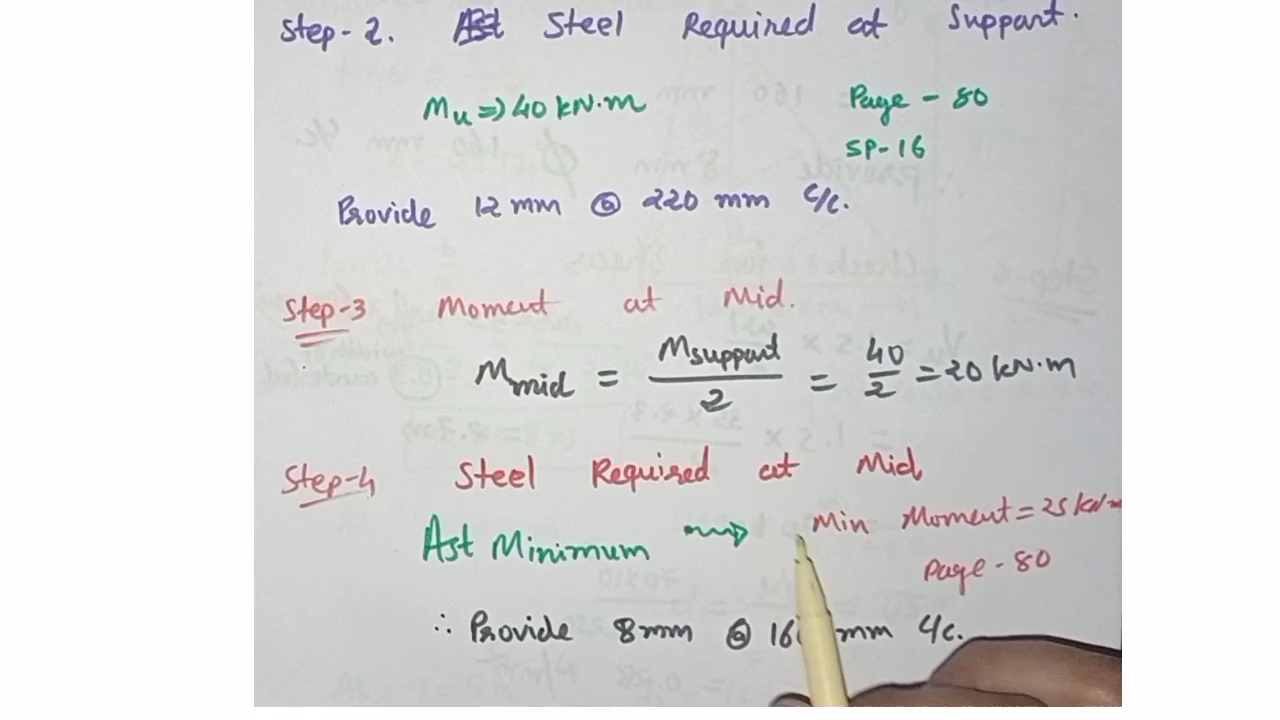 Step-2. Ast Steel Required at Support.
Mu => 40 kN.m Page - 80
SP-16
Provide 12 mm @ 220 mm c/c.
Step-3 Moment at Mid.
Mmid = Msupport/2 = 40/2 = 20 kN.m
Step-4 Steel Required at Mid
Ast Minimum ⇝ Min Moment = 25 kN
Page - 80
∴ Provide 8mm @ mm c/c.